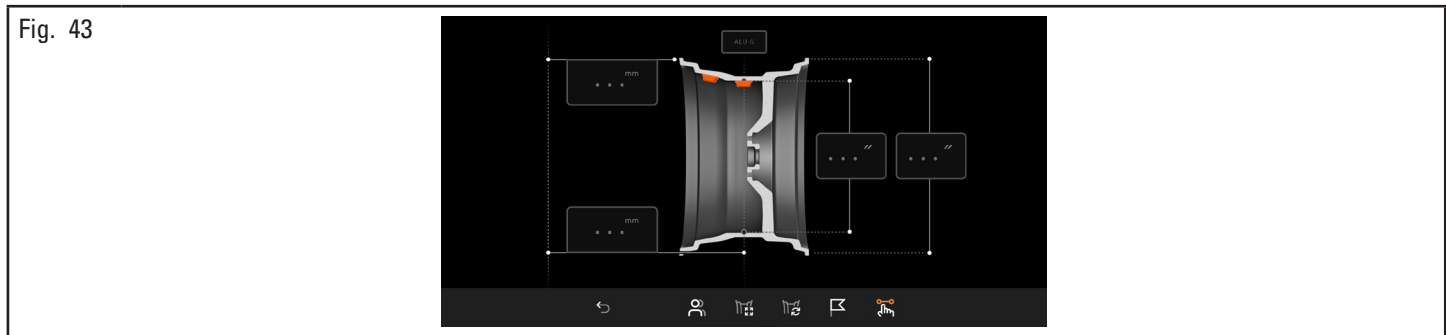 Fig. 43
ALU-S
mm
. . .
. . . ″
. . . ″
mm
. . .